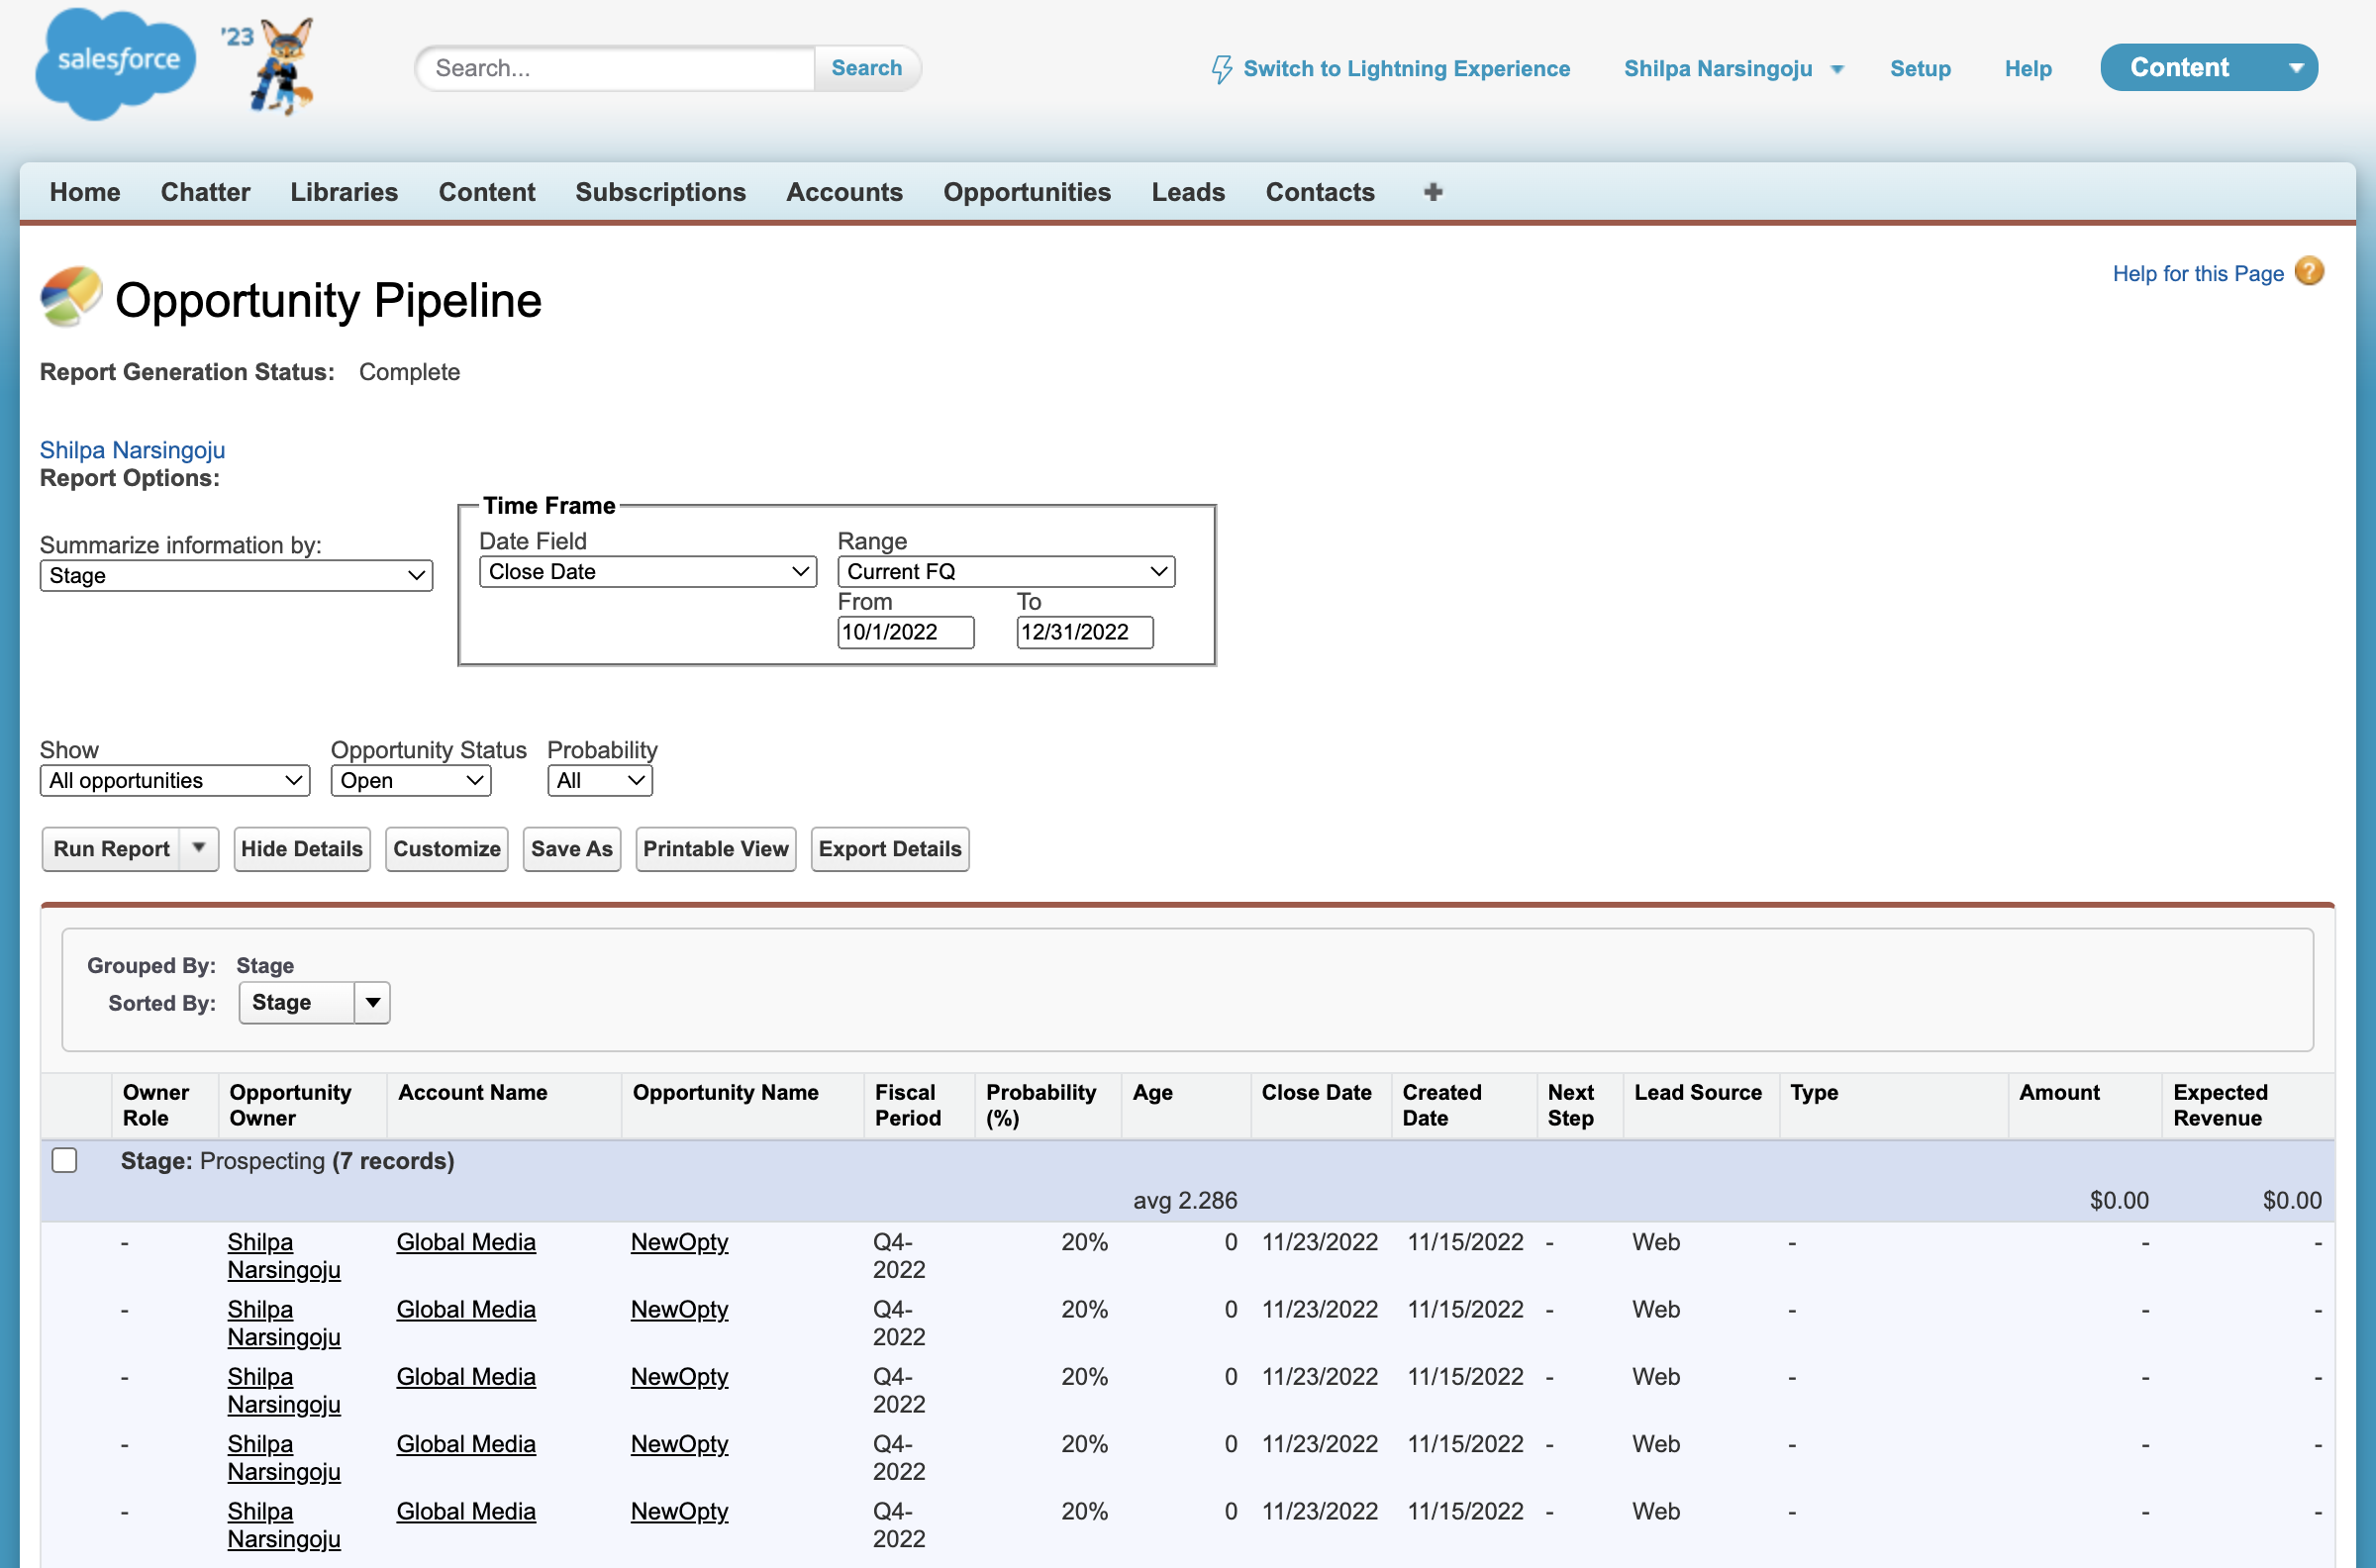 salesforce
'23
Search...
Search
Switch to Lightning Experience
Shilpa Narsingoju
Setup
Help
Content
Home Chatter Libraries Content Subscriptions Accounts Opportunities Leads Contacts
Help for this Page ?
Opportunity Pipeline
Report Generation Status: Complete
Shilpa Narsingoju
Report Options:
Time Frame
Summarize information by:
Stage
Date Field
Close Date
Range
Current FQ
From To
10/1/2022 12/31/2022
Show Opportunity Status Probability
All opportunities Open All
Run Report Hide Details Customize Save As Printable View Export Details
Grouped By: Stage
Sorted By: Stage
Owner Role Opportunity Owner Account Name Opportunity Name Fiscal Period Probability (%) Age Close Date Created Date Next Step Lead Source Type Amount Expected Revenue
Stage: Prospecting (7 records)
avg 2.286 $0.00 $0.00
- Shilpa Narsingoju Global Media NewOpty Q4-2022 20% 0 11/23/2022 11/15/2022 - Web - - -
- Shilpa Narsingoju Global Media NewOpty Q4-2022 20% 0 11/23/2022 11/15/2022 - Web - - -
- Shilpa Narsingoju Global Media NewOpty Q4-2022 20% 0 11/23/2022 11/15/2022 - Web - - -
- Shilpa Narsingoju Global Media NewOpty Q4-2022 20% 0 11/23/2022 11/15/2022 - Web - - -
- Shilpa Narsingoju Global Media NewOpty Q4-2022 20% 0 11/23/2022 11/15/2022 - Web - - -